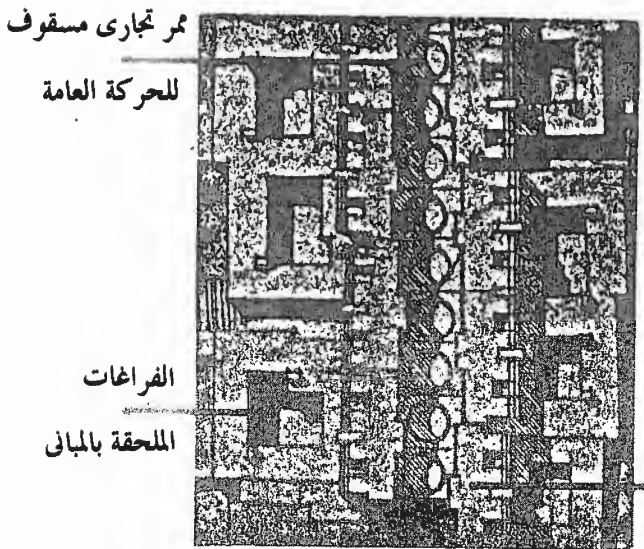 ممر تجارى مسقوف
للحركة العامة
الفراغات
الملحقة بالمبانى